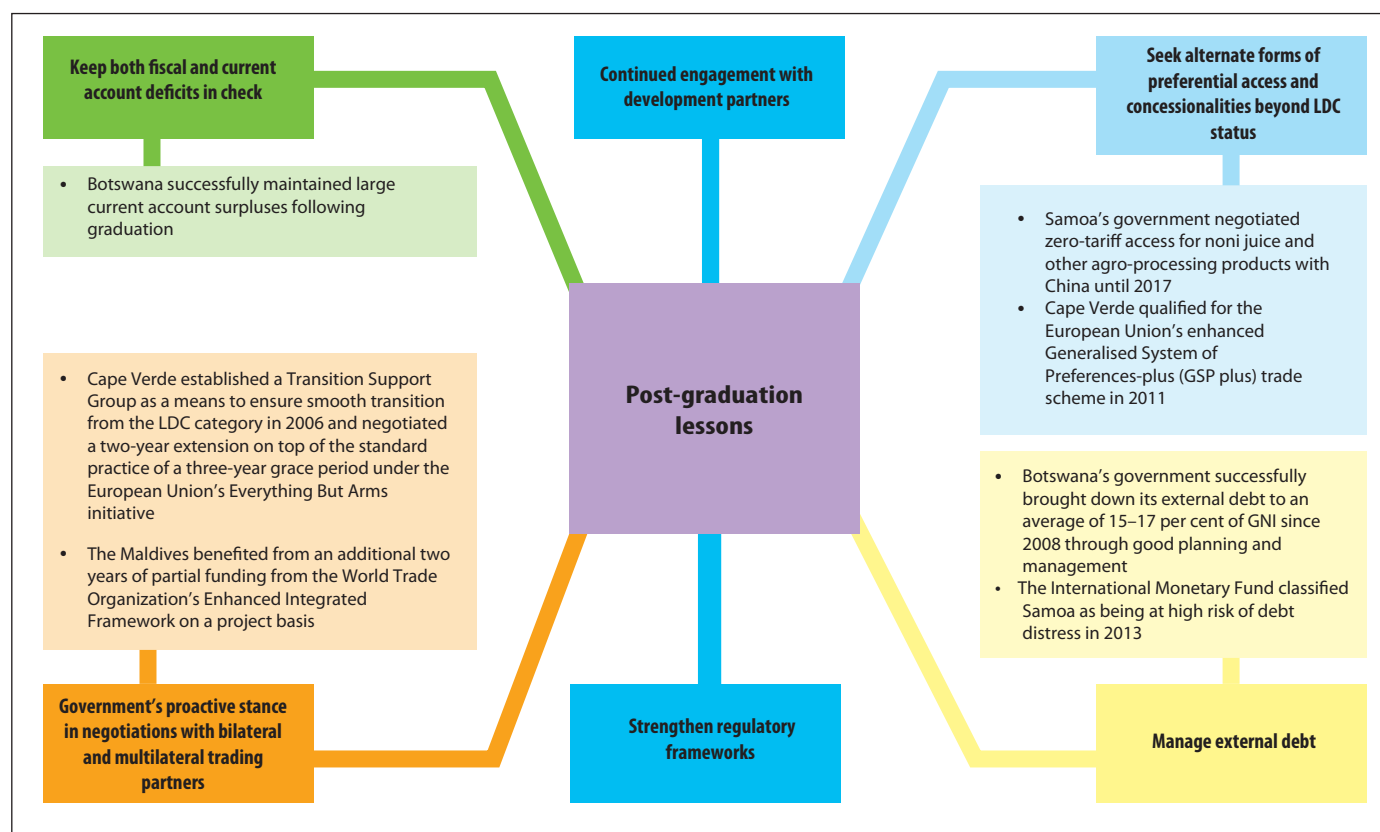 Keep both fiscal and current
account deficits in check
• Botswana successfully maintained large
current account surpluses following
graduation
Continued engagement with
development partners
Seek alternate forms of
preferential access and
concessionalities beyond LDC
status
• Samoa’s government negotiated
zero-tariff access for noni juice and
other agro-processing products with
China until 2017
• Cape Verde qualified for the
European Union’s enhanced
Generalised System of
Preferences-plus (GSP plus) trade
scheme in 2011
Post-graduation
lessons
• Cape Verde established a Transition Support
Group as a means to ensure smooth transition
from the LDC category in 2006 and negotiated
a two-year extension on top of the standard
practice of a three-year grace period under the
European Union’s Everything But Arms
initiative
• The Maldives benefited from an additional two
years of partial funding from the World Trade
Organization’s Enhanced Integrated
Framework on a project basis
Government’s proactive stance
in negotiations with bilateral
and multilateral trading
partners
Strengthen regulatory
frameworks
• Botswana’s government successfully
brought down its external debt to an
average of 15–17 per cent of GNI since
2008 through good planning and
management
• The International Monetary Fund classified
Samoa as being at high risk of debt
distress in 2013
Manage external debt